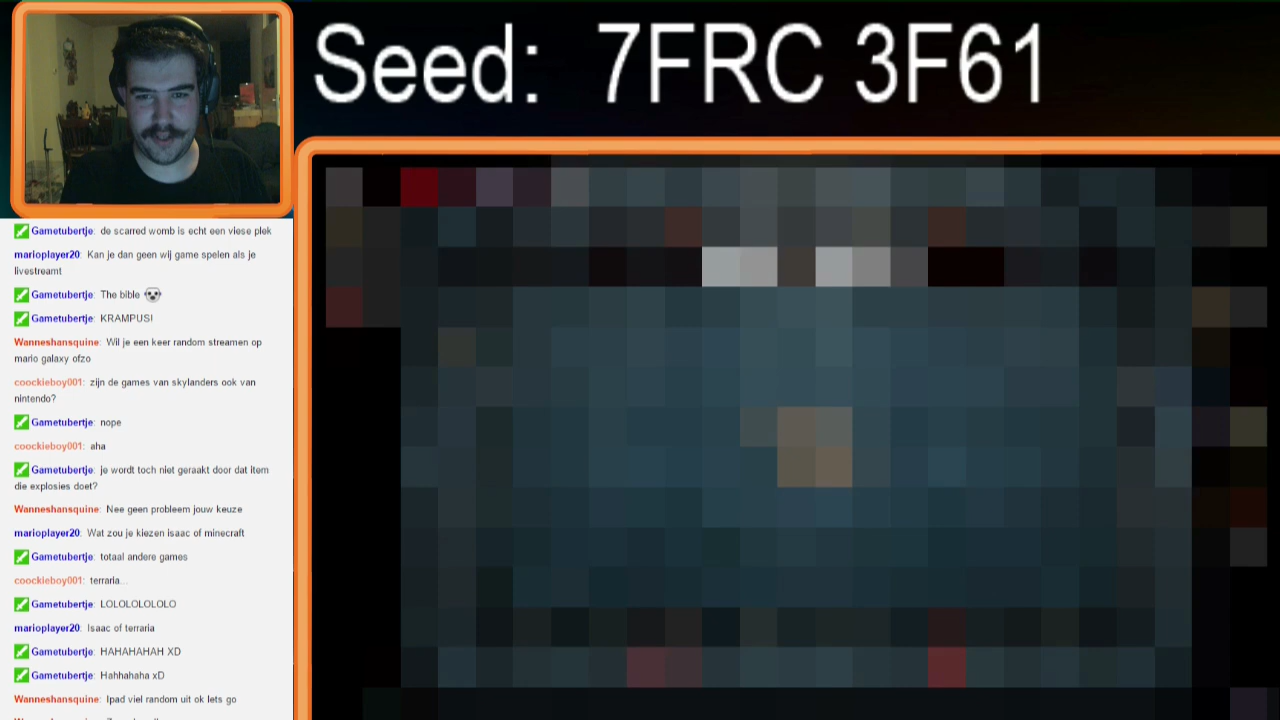 Seed: 7FRC 3F61
Gametubertje: de scarred womb is echt een viese plek
marioplayer20: Kan je dan geen wij game spelen als je
livestreamt
Gametubertje: The bible
Gametubertje: KRAMPUS!
Wanneshansquine: Wil je een keer random streamen op
mario galaxy ofzo
coockieboy001: zijn de games van skylanders ook van
nintendo?
Gametubertje: nope
coockieboy001: aha
Gametubertje: je wordt toch niet geraakt door dat item
die explosies doet?
Wanneshansquine: Nee geen probleem jouw keuze
marioplayer20: Wat zou je kiezen isaac of minecraft
Gametubertje: totaal andere games
coockieboy001: terraria...
Gametubertje: LOLOLOLOLOLO
marioplayer20: Isaac of terraria
Gametubertje: HAHAHAHAH XD
Gametubertje: Hahhahaha xD
Wanneshansquine: Ipad viel random uit ok lets go